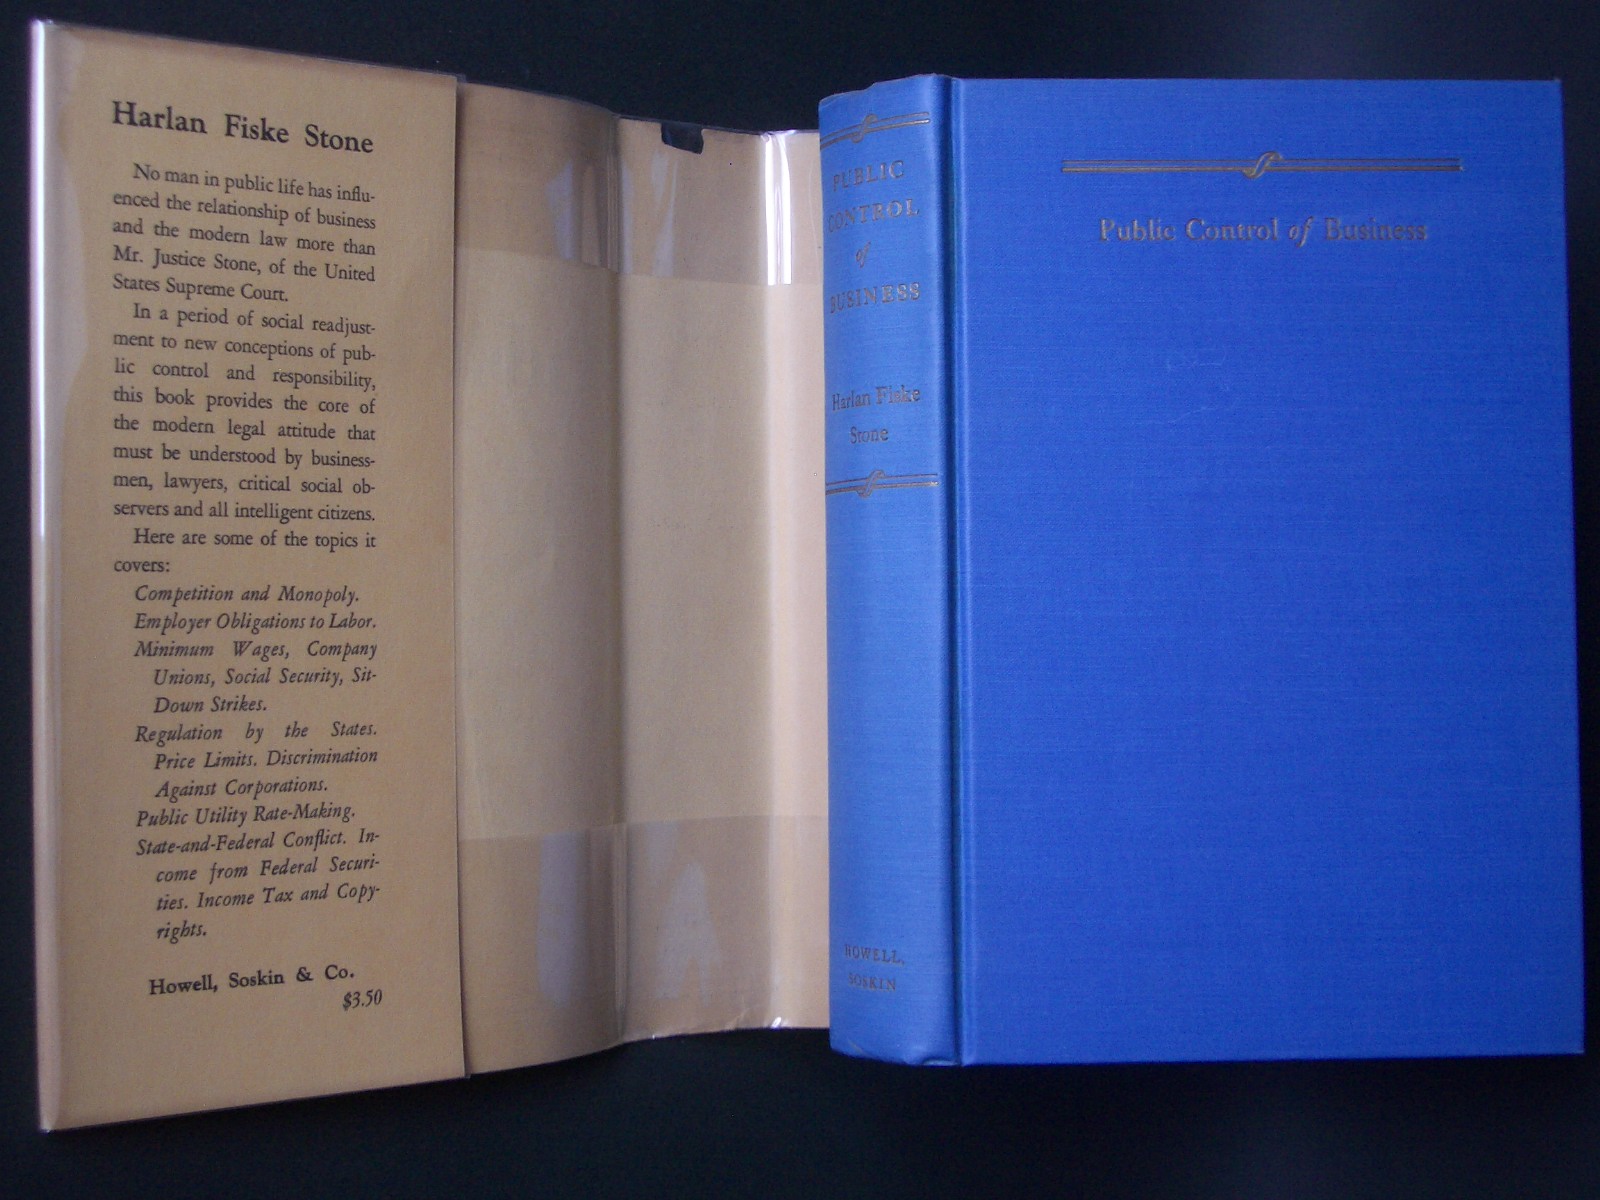 Harlan Fiske Stone
No man in public life has influ-
enced the relationship of business
and the modern law more than
Mr. Justice Stone, of the United
States Supreme Court.
In a period of social readjust-
ment to new conceptions of pub-
lic control and responsibility,
this book provides the core of
the modern legal attitude that
must be understood by business-
men, lawyers, critical social ob-
servers and all intelligent citizens.
Here are some of the topics it
covers:
Competition and Monopoly.
Employer Obligations to Labor.
Minimum Wages, Company
Unions, Social Security, Sit-
Down Strikes.
Regulation by the States.
Price Limits. Discrimination
Against Corporations.
Public Utility Rate-Making.
State-and-Federal Conflict. In-
come from Federal Securi-
ties. Income Tax and Copy-
rights.
Howell, Soskin & Co.
$3.50
PUBLIC
CONTROL
of
BUSINESS
Harlan Fiske
Stone
HOWELL,
SOSKIN
Public Control of Business